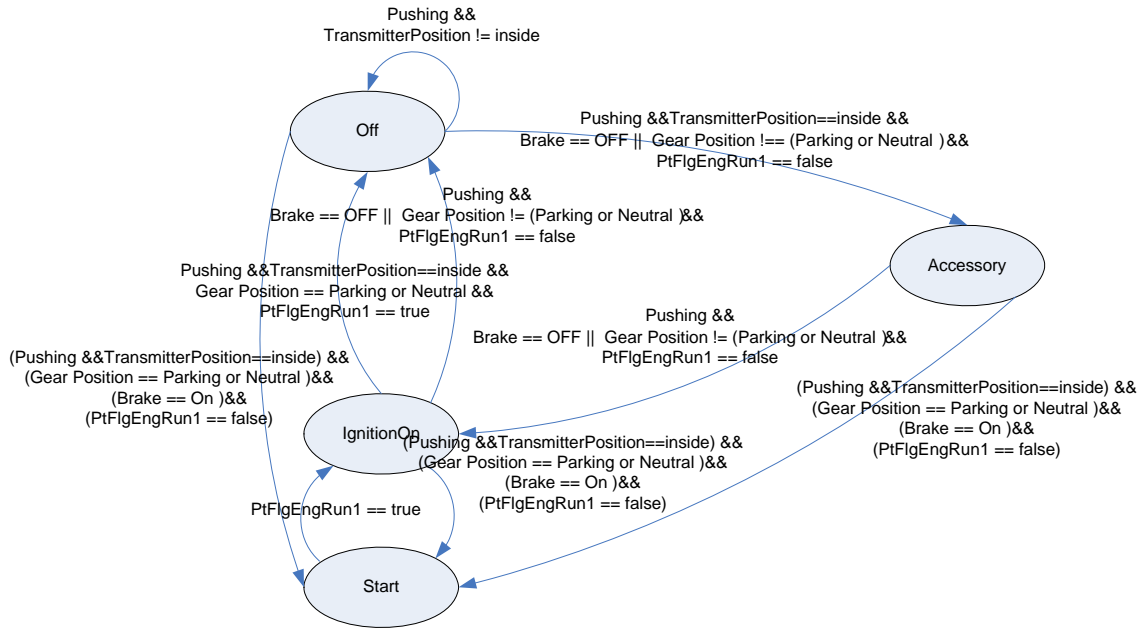 Pushing &&
TransmitterPosition != inside
Off
Pushing &&TransmitterPosition==inside &&
Brake == OFF || Gear Position !== (Parking or Neutral )&&
PtFlgEngRun1 == false
Pushing &&
Brake == OFF || Gear Position != (Parking or Neutral )&&
PtFlgEngRun1 == false
Accessory
Pushing &&TransmitterPosition==inside &&
Gear Position == Parking or Neutral &&
PtFlgEngRun1 == true
Pushing &&
Brake == OFF || Gear Position != (Parking or Neutral )&&
PtFlgEngRun1 == false
(Pushing &&TransmitterPosition==inside) &&
(Gear Position == Parking or Neutral )&&
(Brake == On )&&
(PtFlgEngRun1 == false)
(Pushing &&TransmitterPosition==inside) &&
(Gear Position == Parking or Neutral )&&
(Brake == On )&&
(PtFlgEngRun1 == false)
IgnitionOn
(Pushing &&TransmitterPosition==inside) &&
(Gear Position == Parking or Neutral )&&
(Brake == On )&&
(PtFlgEngRun1 == false)
PtFlgEngRun1 == true
Start